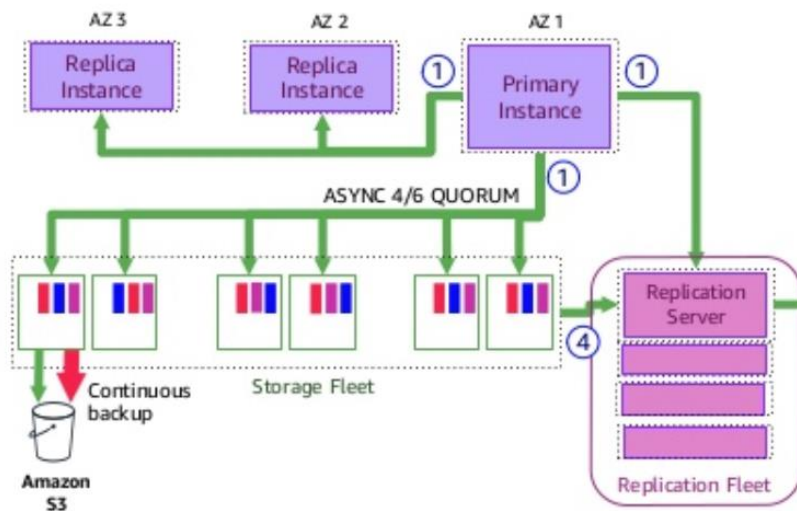 AZ 3
AZ 2
AZ 1
Replica
Instance
Replica
Instance
1
Primary
Instance
1
1
ASYNC 4/6 QUORUM
Replication
Server
4
Storage Fleet
Continuous
backup
Amazon
S3
Replication Fleet